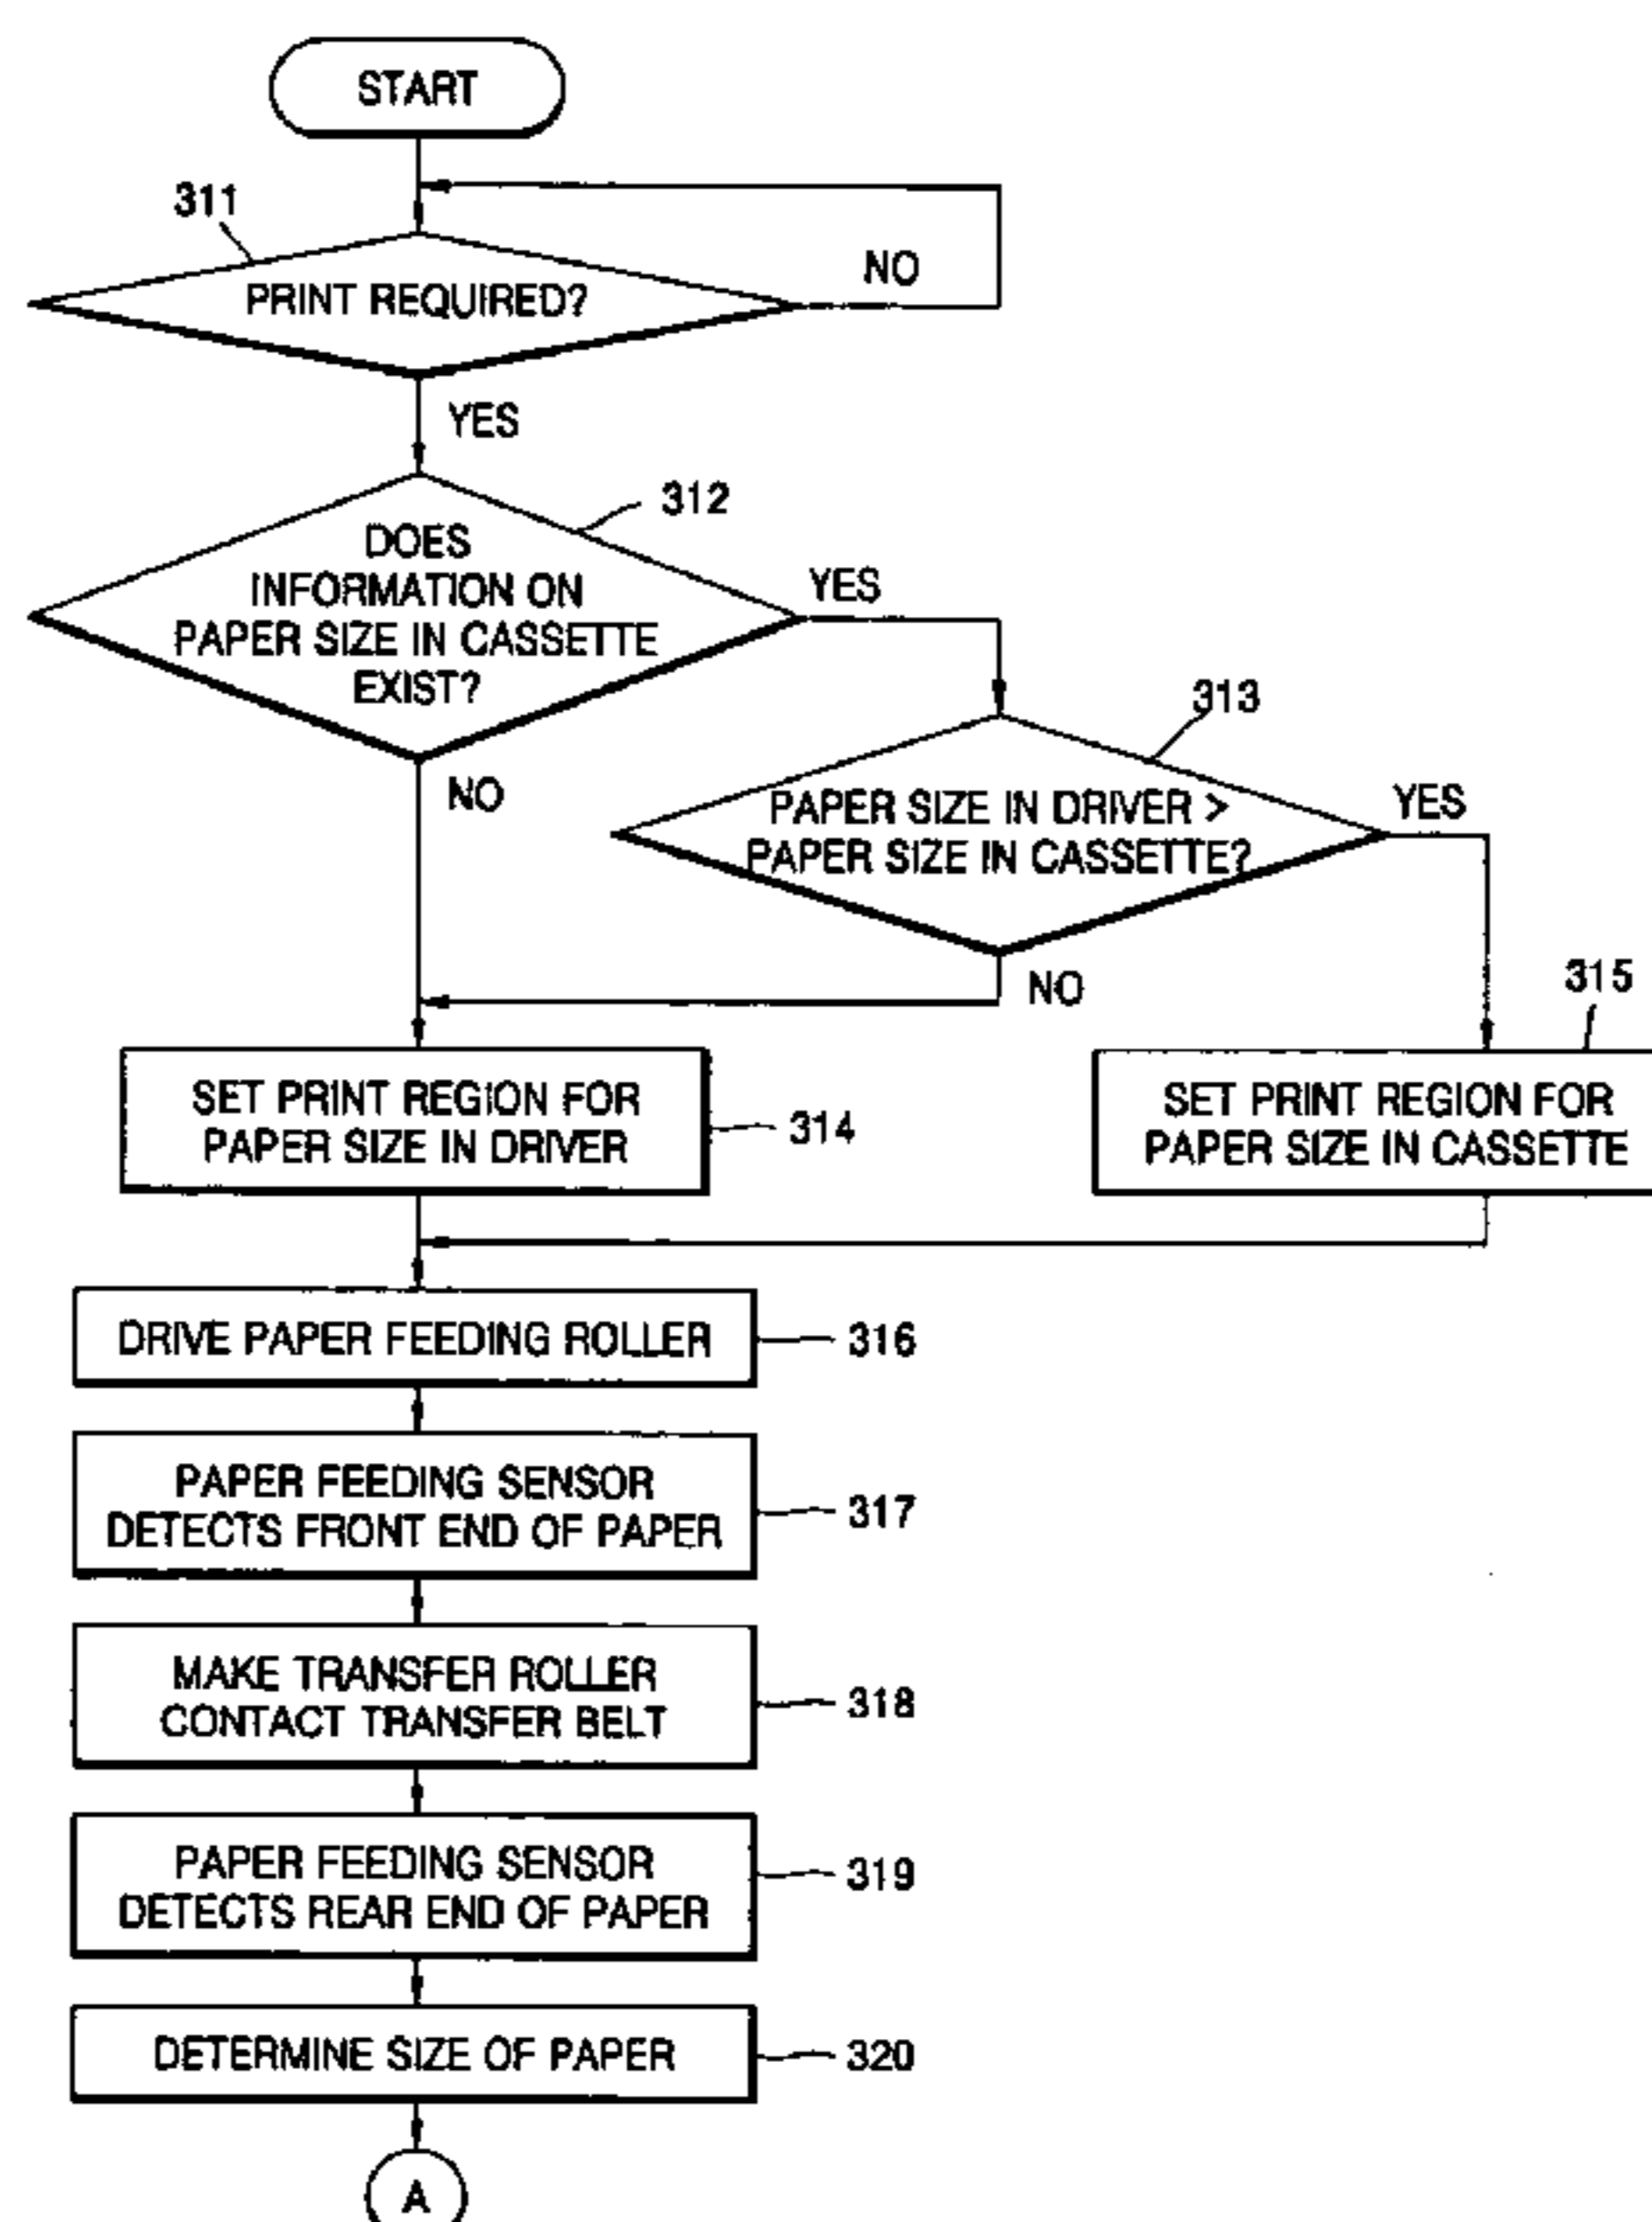 START
311
PRINT REQUIRED?
NO
YES
312
DOES
INFORMATION ON
PAPER SIZE IN CASSETTE
EXIST?
YES
NO
313
PAPER SIZE IN DRIVER >
PAPER SIZE IN CASSETTE?
YES
NO
315
SET PRINT REGION FOR
PAPER SIZE IN DRIVER
314
SET PRINT REGION FOR
PAPER SIZE IN CASSETTE
DRIVE PAPER FEEDING ROLLER
316
PAPER FEEDING SENSOR
DETECTS FRONT END OF PAPER
317
MAKE TRANSFER ROLLER
CONTACT TRANSFER BELT
318
PAPER FEEDING SENSOR
DETECTS REAR END OF PAPER
319
DETERMINE SIZE OF PAPER
320
A